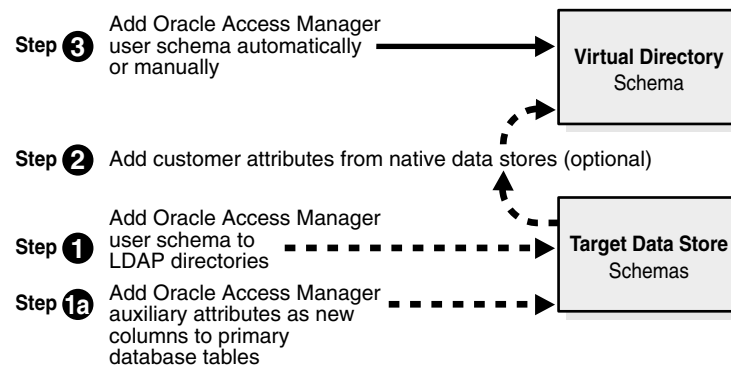 Step 3 Add Oracle Access Manager
user schema automatically
or manually
Virtual Directory
Schema
Step 2 Add customer attributes from native data stores (optional)
Step 1 Add Oracle Access Manager
user schema to
LDAP directories
Target Data Store
Schemas
Step 1a Add Oracle Access Manager
auxiliary attributes as new
columns to primary
database tables